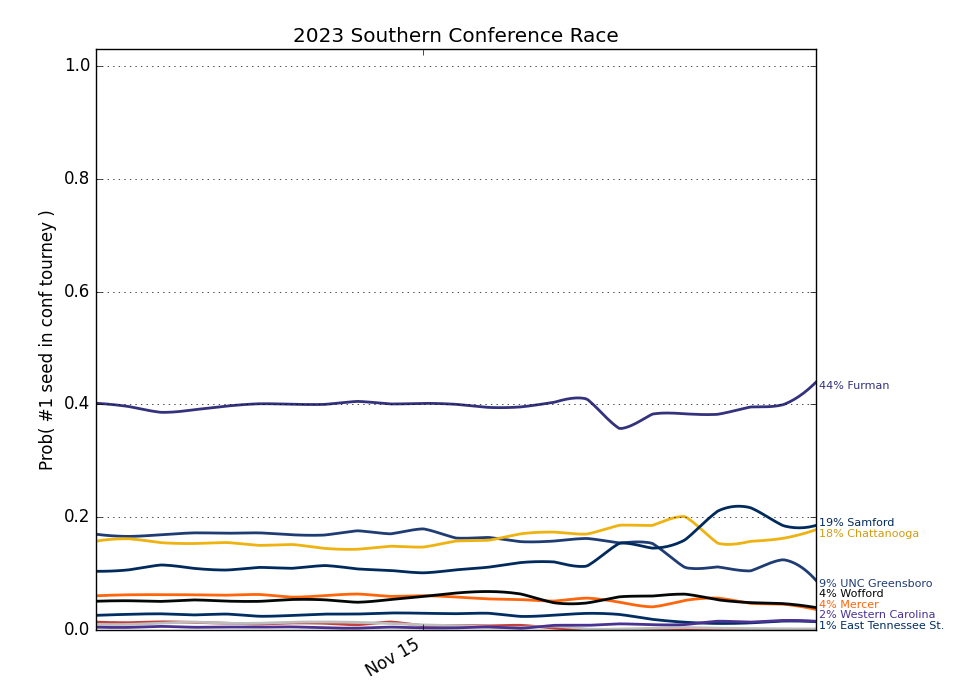 2023 Southern Conference Race
Prob( #1 seed in conf tourney )
1.0
0.8
0.6
0.4
0.2
0.0
Nov 15
44% Furman
19% Samford
18% Chattanooga
9% UNC Greensboro
4% Wofford
4% Mercer
2% Western Carolina
1% East Tennessee St.